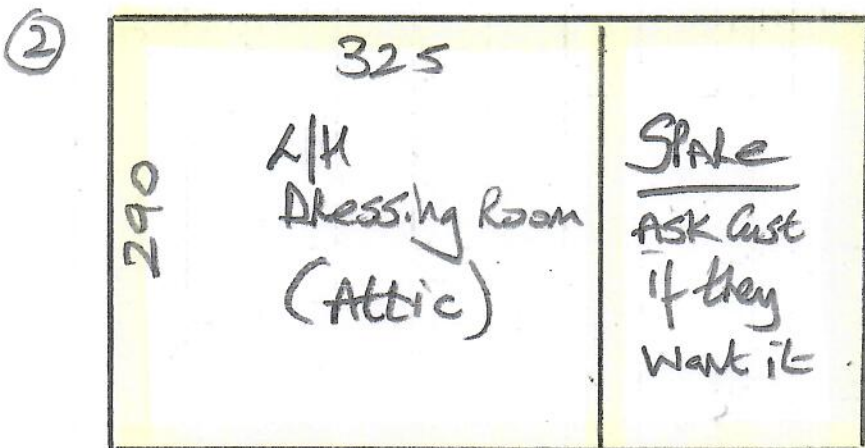 ②
325
290
L/H
Dressing Room
(Attic)
Spare
Ask Cust
if they
want it